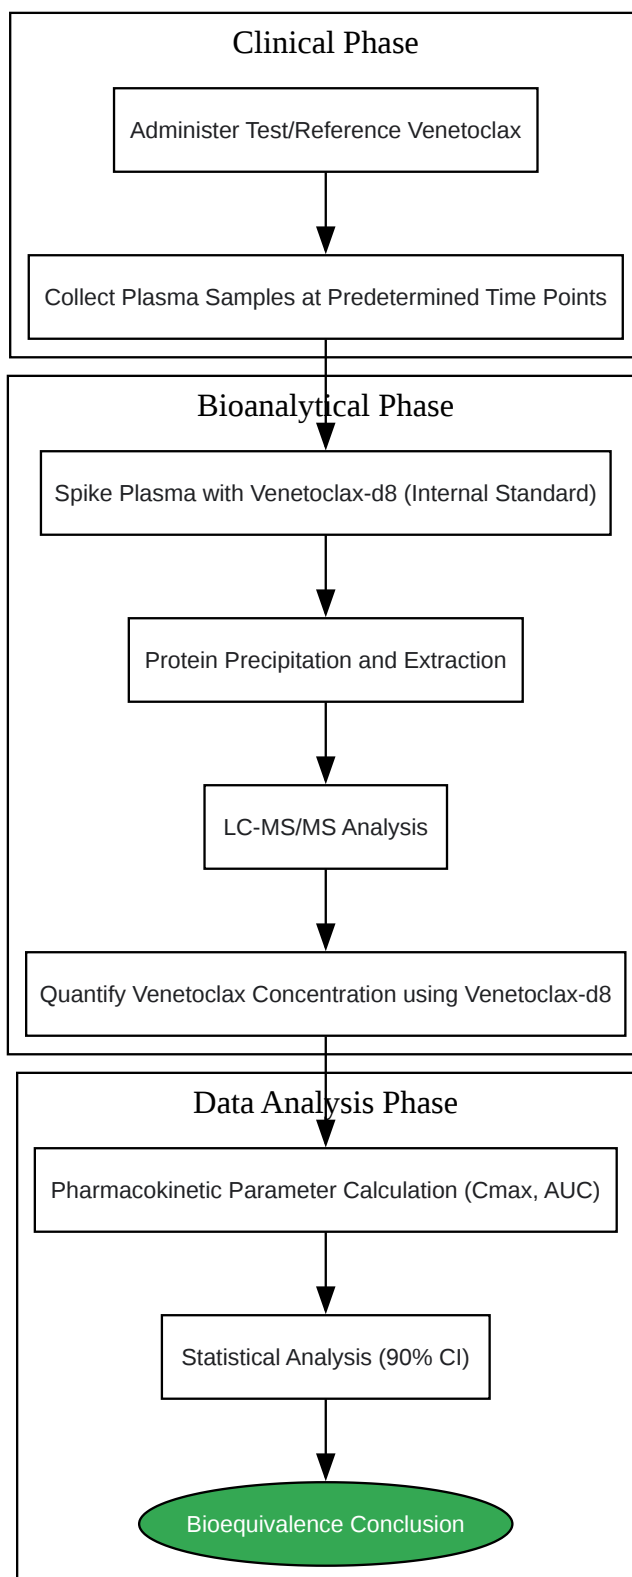 Clinical Phase
Administer Test/Reference Venetoclax
Collect Plasma Samples at Predetermined Time Points
Bioanalytical Phase
Spike Plasma with Venetoclax-d8 (Internal Standard)
Protein Precipitation and Extraction
LC-MS/MS Analysis
Quantify Venetoclax Concentration using Venetoclax-d8
Data Analysis Phase
Pharmacokinetic Parameter Calculation (Cmax, AUC)
Statistical Analysis (90% CI)
Bioequivalence Conclusion